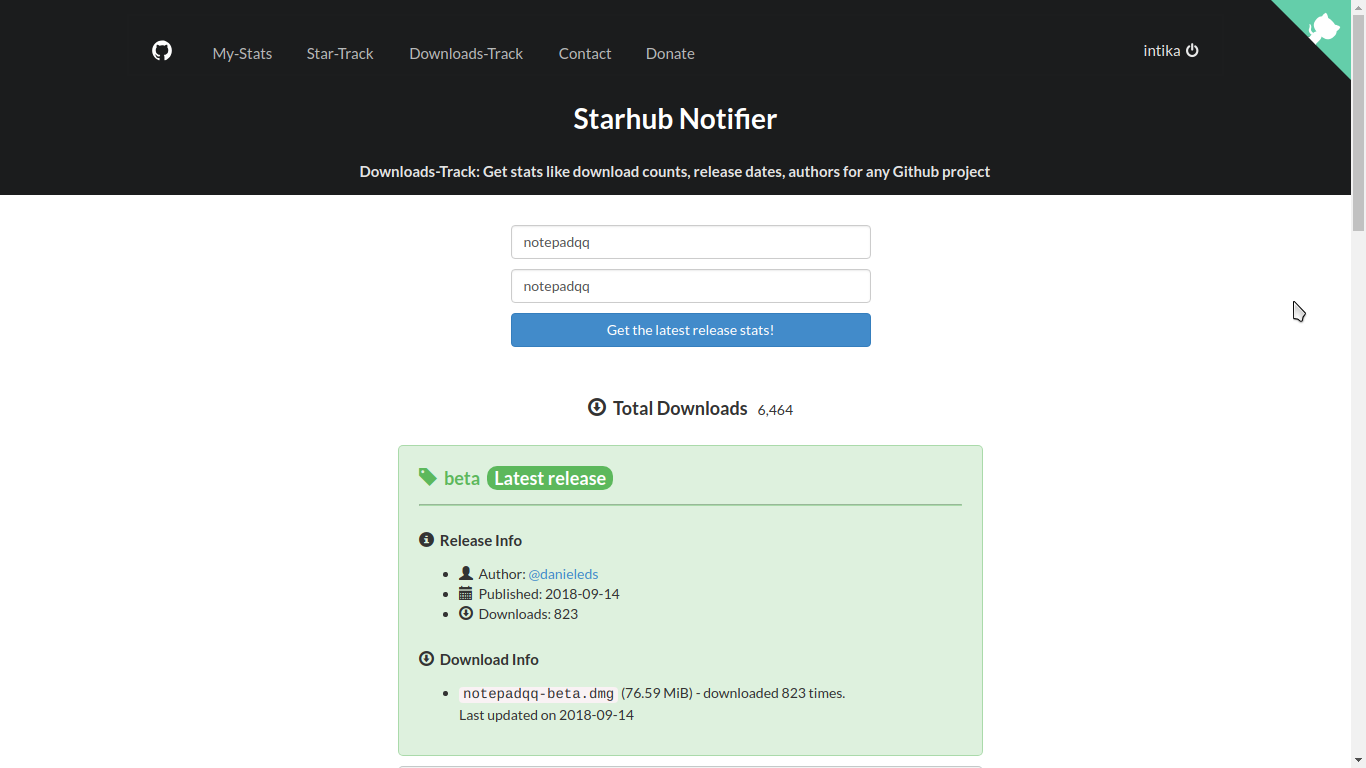 My-Stats Star-Track Downloads-Track Contact Donate intika
Starhub Notifier
Downloads-Track: Get stats like download counts, release dates, authors for any Github project
notepadqq
notepadqq
Get the latest release stats!
Total Downloads 6,464
beta Latest release
Release Info
Author: @danieleds
Published: 2018-09-14
Downloads: 823
Download Info
notepadqq-beta.dmg (76.59 MiB) - downloaded 823 times.
Last updated on 2018-09-14